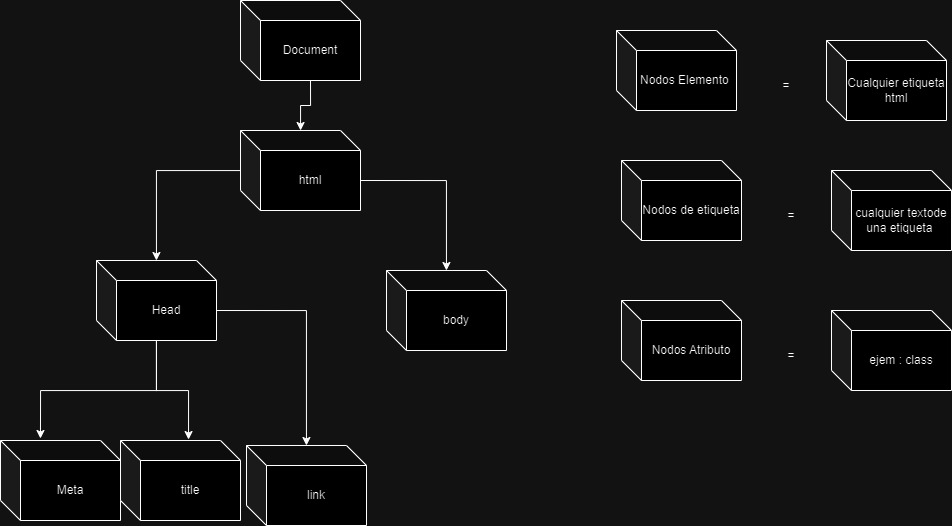 Document
html
Head
body
Meta
title
link
Nodos Elemento
=
Cualquier etiqueta
html
Nodos de etiqueta
=
cualquier textode
una etiqueta
Nodos Atributo
=
ejem : class